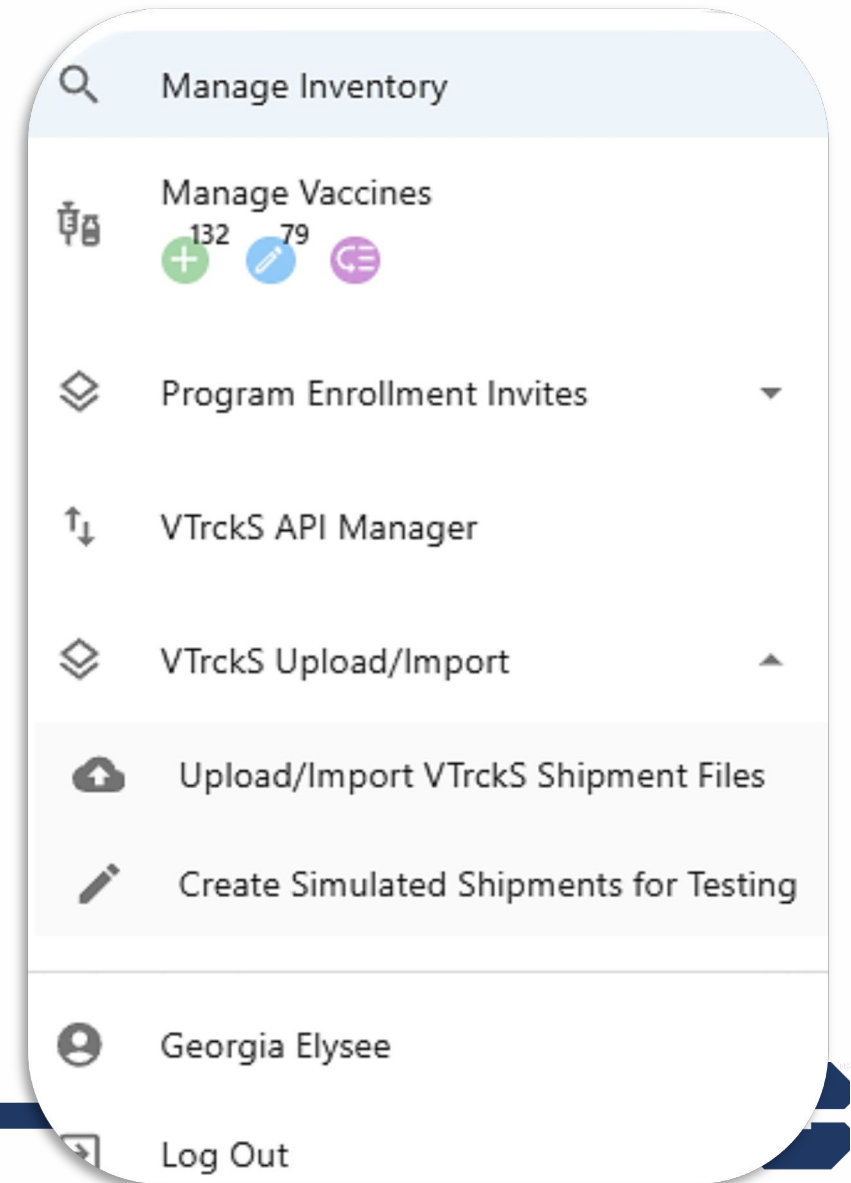 Manage Inventory
Manage Vaccines
132 79
Program Enrollment Invites
VTrckS API Manager
VTrckS Upload/Import
Upload/Import VTrckS Shipment Files
Create Simulated Shipments for Testing
Georgia Elysee
Log Out